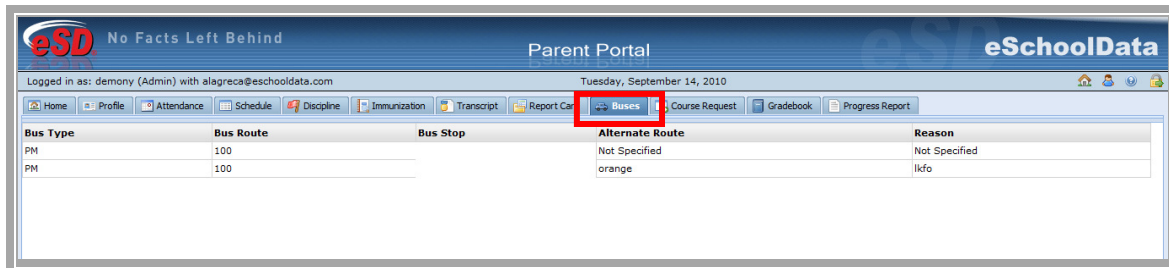 eSD No Facts Left Behind Parent Portal eSchoolData
Logged in as: demony (Admin) with alagreca@eschooldata.com Tuesday, September 14, 2010
Home Profile Attendance Schedule Discipline Immunization Transcript Report Car Buses Course Request Gradebook Progress Report
Bus Type Bus Route Bus Stop Alternate Route Reason
PM 100 Not Specified Not Specified
PM 100 orange lkfo